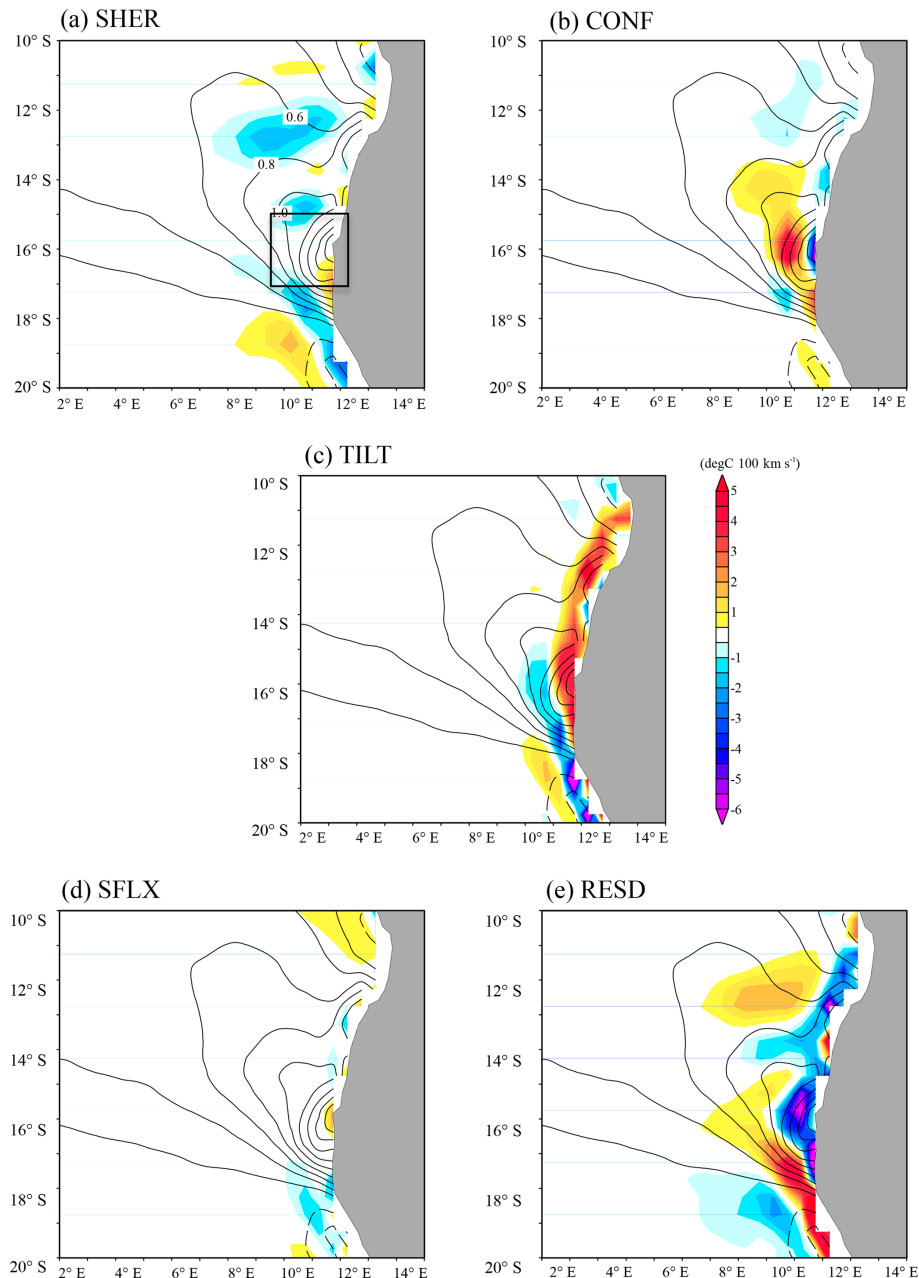 (a) SHER
(b) CONF
10° S
12° S
14° S
16° S
18° S
20° S
2° E 4° E 6° E 8° E 10° E 12° E 14° E
0.6
0.8
1.0
10° S
12° S
14° S
16° S
18° S
20° S
2° E 4° E 6° E 8° E 10° E 12° E 14° E
(c) TILT
10° S
12° S
14° S
16° S
18° S
20° S
2° E 4° E 6° E 8° E 10° E 12° E 14° E
(degC 100 km s⁻¹)
5
4
3
2
1
-1
-2
-3
-4
-5
-6
(d) SFLX
(e) RESD
10° S
12° S
14° S
16° S
18° S
20° S
2° E 4° E 6° E 8° E 10° E 12° E 14° E
10° S
12° S
14° S
16° S
18° S
20° S
2° E 4° E 6° E 8° E 10° E 12° E 14° E